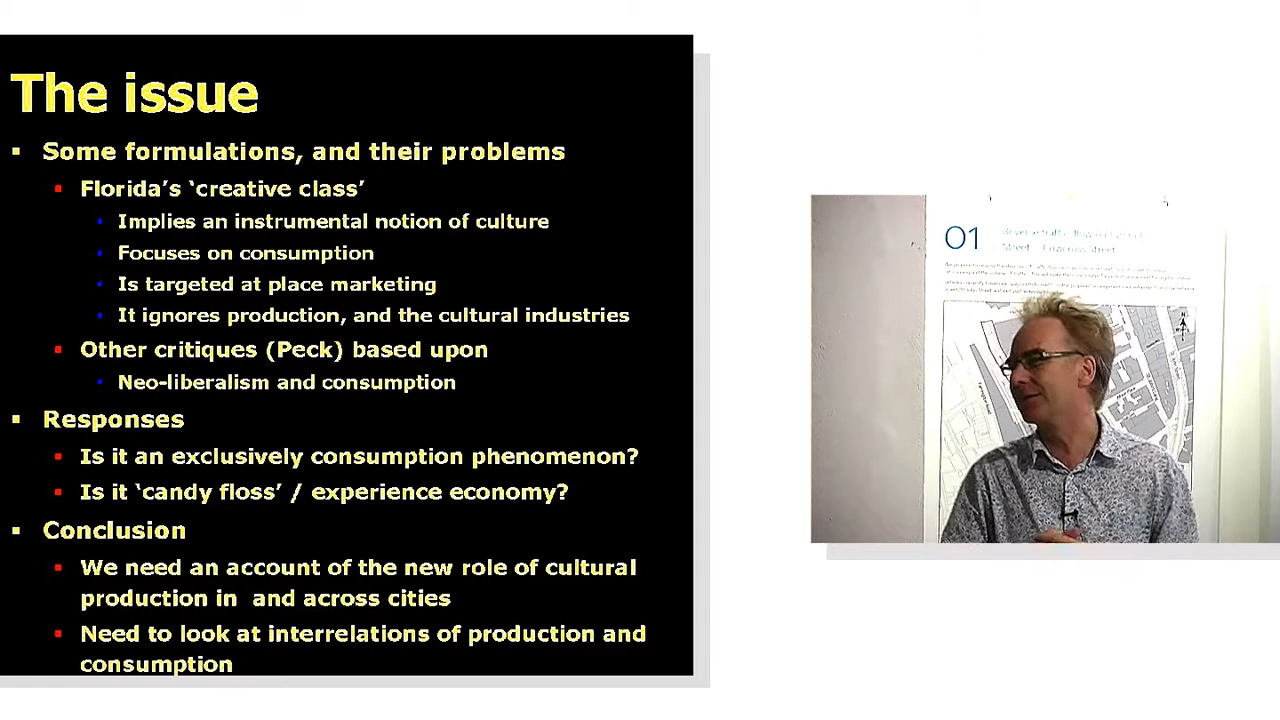 The issue
Some formulations, and their problems
Florida's 'creative class'
Implies an instrumental notion of culture
Focuses on consumption
Is targeted at place marketing
It ignores production, and the cultural industries
Other critiques (Peck) based upon
Neo-liberalism and consumption
Responses
Is it an exclusively consumption phenomenon?
Is it 'candy floss' / experience economy?
Conclusion
We need an account of the new role of cultural
production in and across cities
Need to look at interrelations of production and
consumption
01
Street
Cowcross Street
N